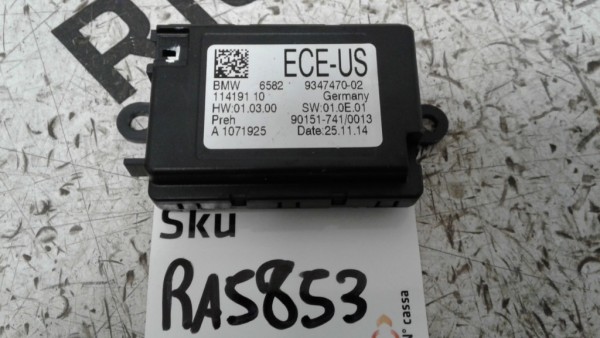 ECE-US
BMW 6582 9347470-02
114191 10 Germany
HW:01.03.00 SW:01.0E.01
Preh 90151-741/0013
A 1071925 Date:25.11.14
Sku
RA5853
N° cassa